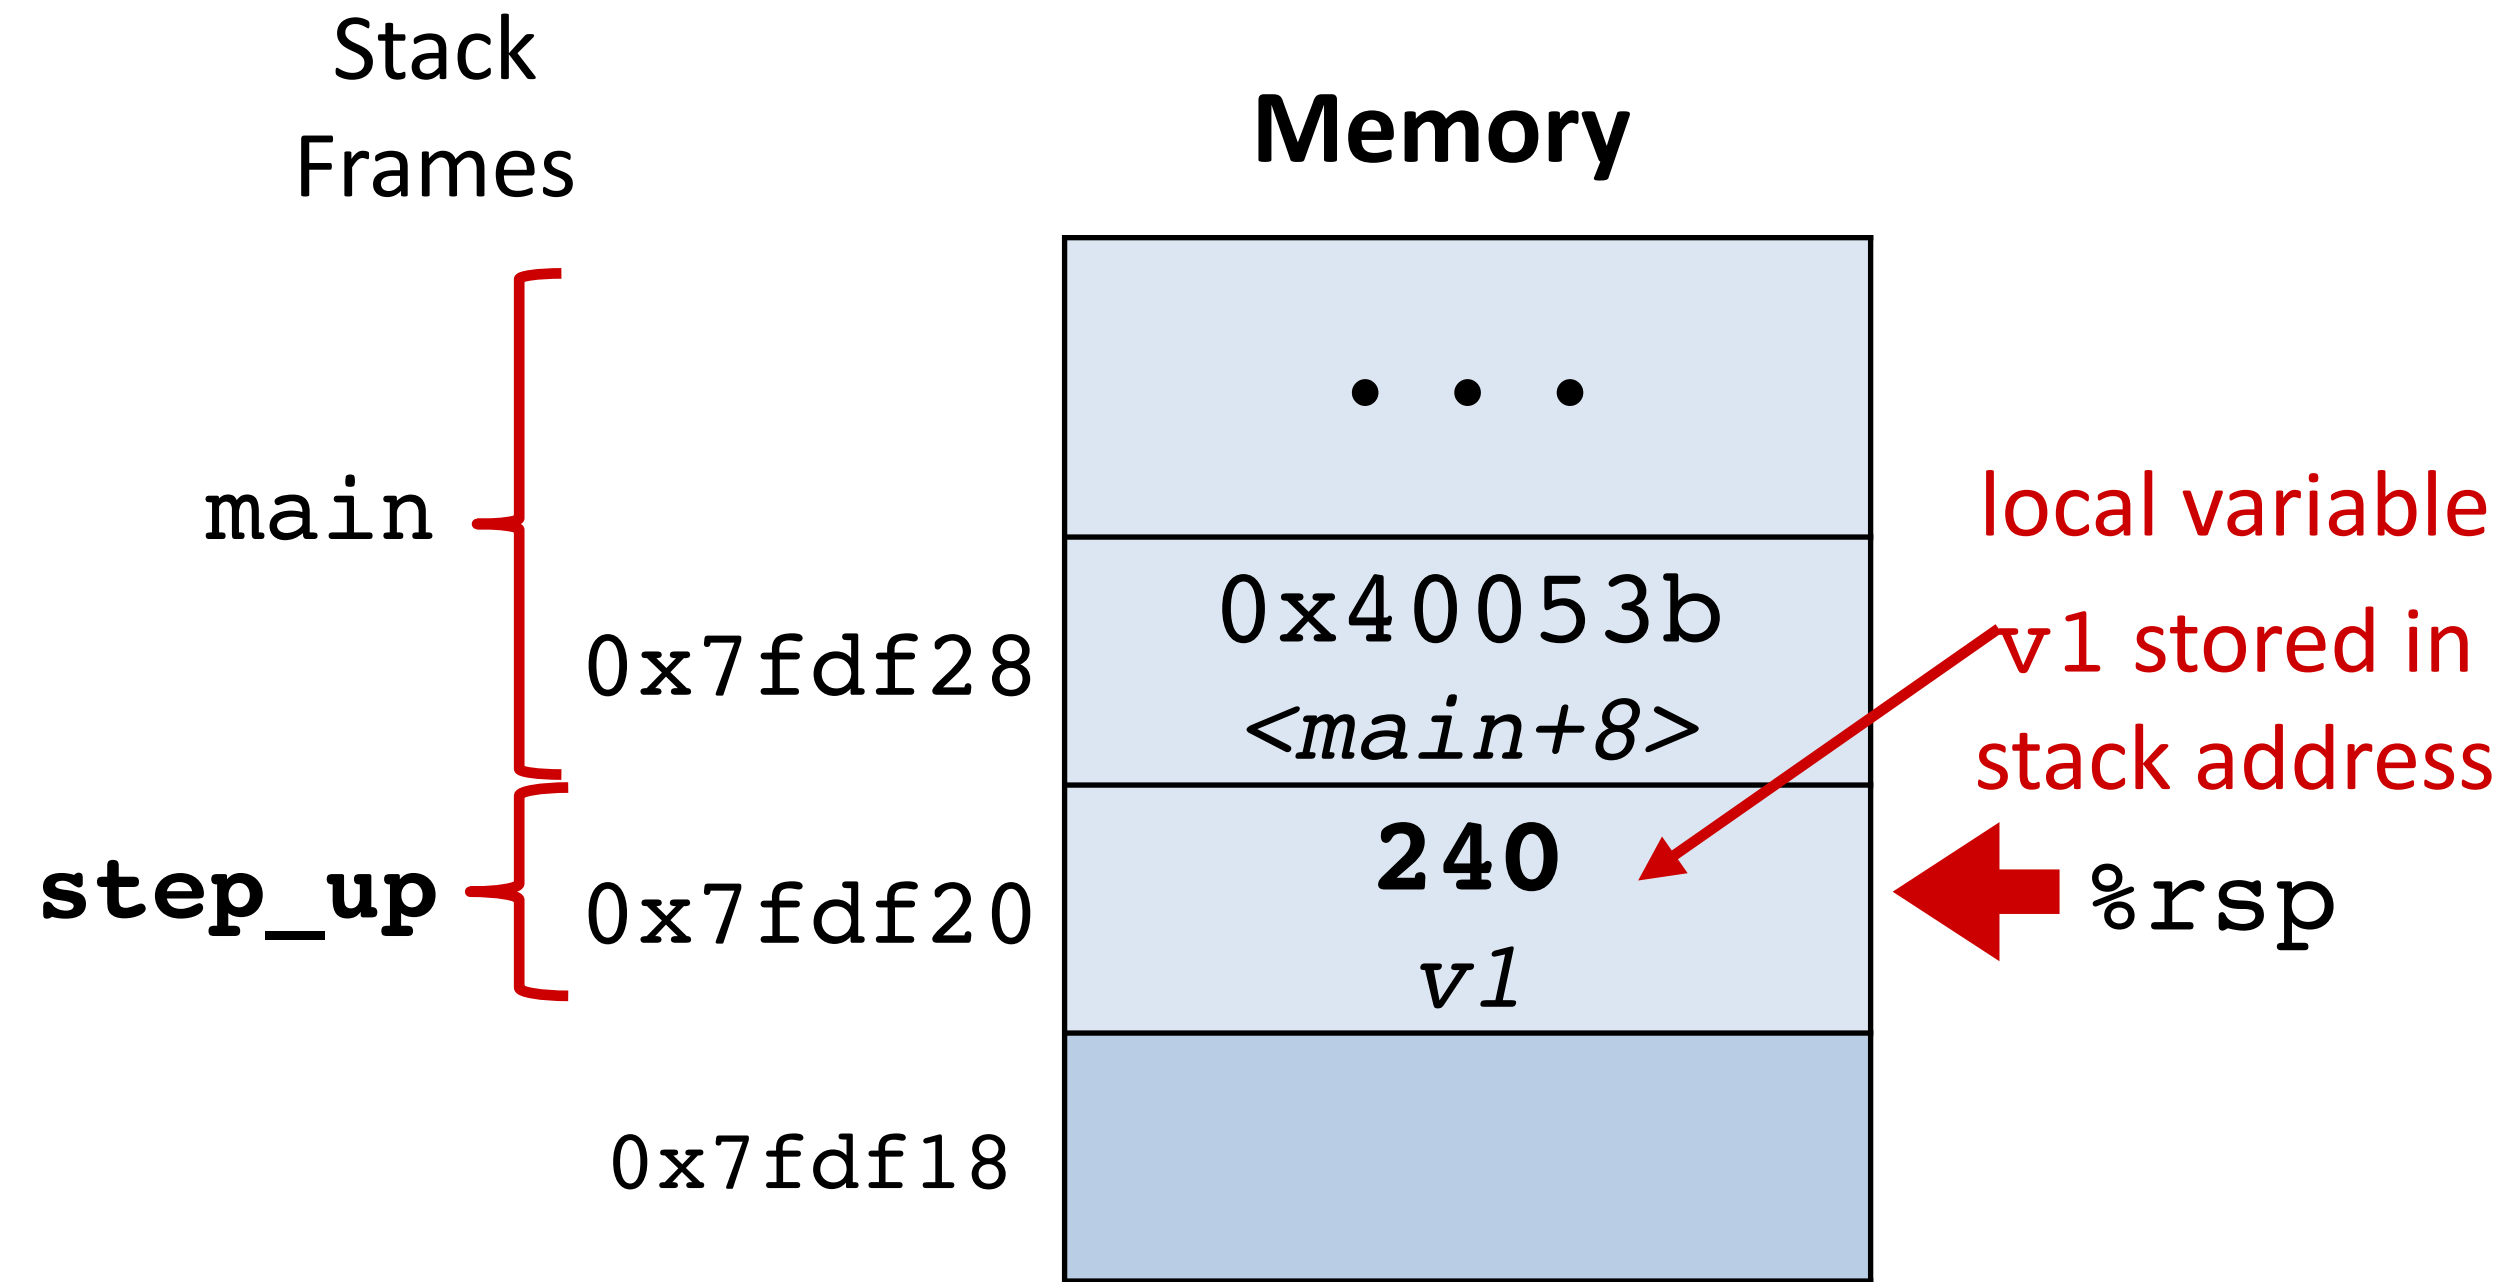 Stack
Frames
Memory
• • •
main
0x7fdf28
0x40053b
<main+8>
local variable
v1 stored in
stack address
step_up
0x7fdf20
240
v1
%rsp
0x7fdf18